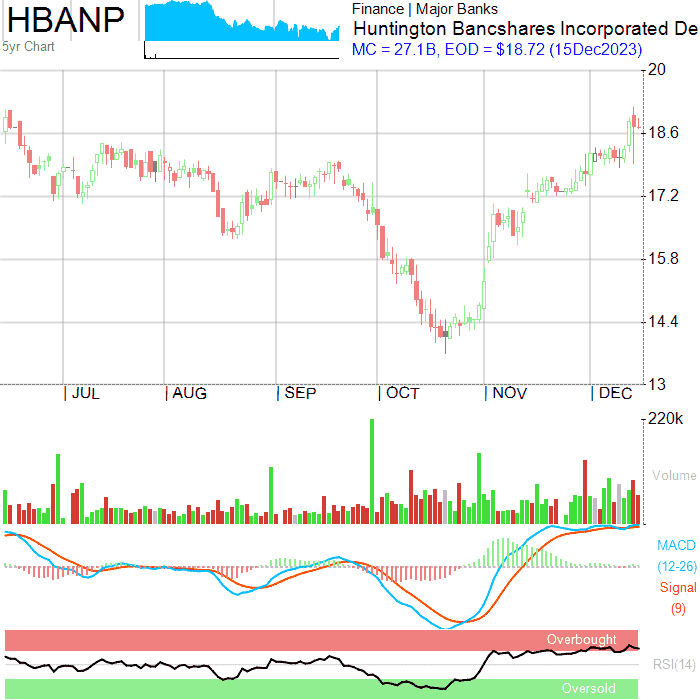 HBANP
5yr Chart
Finance | Major Banks
Huntington Bancshares Incorporated De
MC = 27.1B, EOD = $18.72 (15Dec2023)
20
18.6
17.2
15.8
14.4
13
JUL AUG SEP OCT NOV DEC
220k
Volume
MACD
(12-26)
Signal
(9)
Overbought
RSI(14)
Oversold